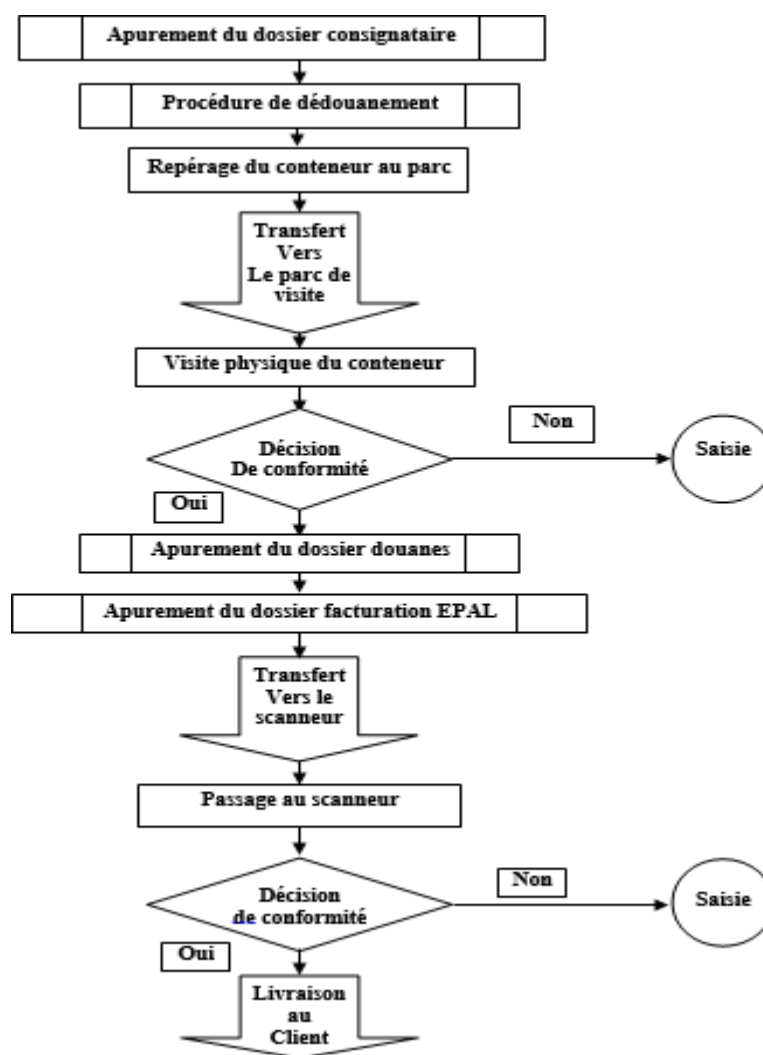 Apurement du dossier consignataire
Procédure de dédouanement
Repérage du conteneur au parc
Transfert
Vers
Le parc de
visite
Visite physique du conteneur
Décision
De conformité
Non
Saisie
Oui
Apurement du dossier douanes
Apurement du dossier facturation EPAL
Transfert
Vers le
scanneur
Passage au scanneur
Décision
de conformité
Non
Saisie
Oui
Livraison
au
Client